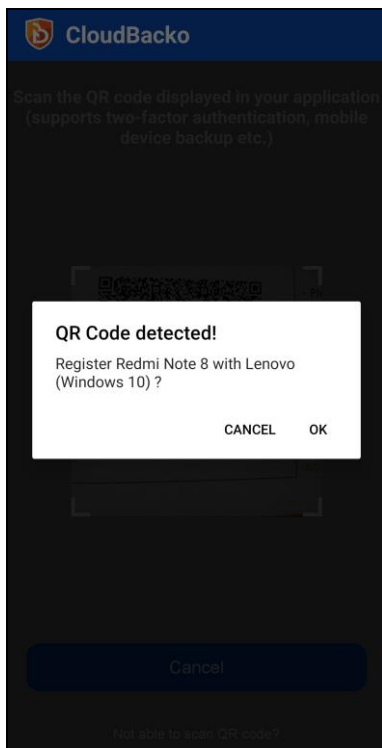 CloudBacko
Scan the QR code displayed in your application
(supports two-factor authentication, mobile
device backup etc.)
QR Code detected!
Register Redmi Note 8 with Lenovo
(Windows 10) ?
CANCEL OK
Cancel
Not able to scan QR code?